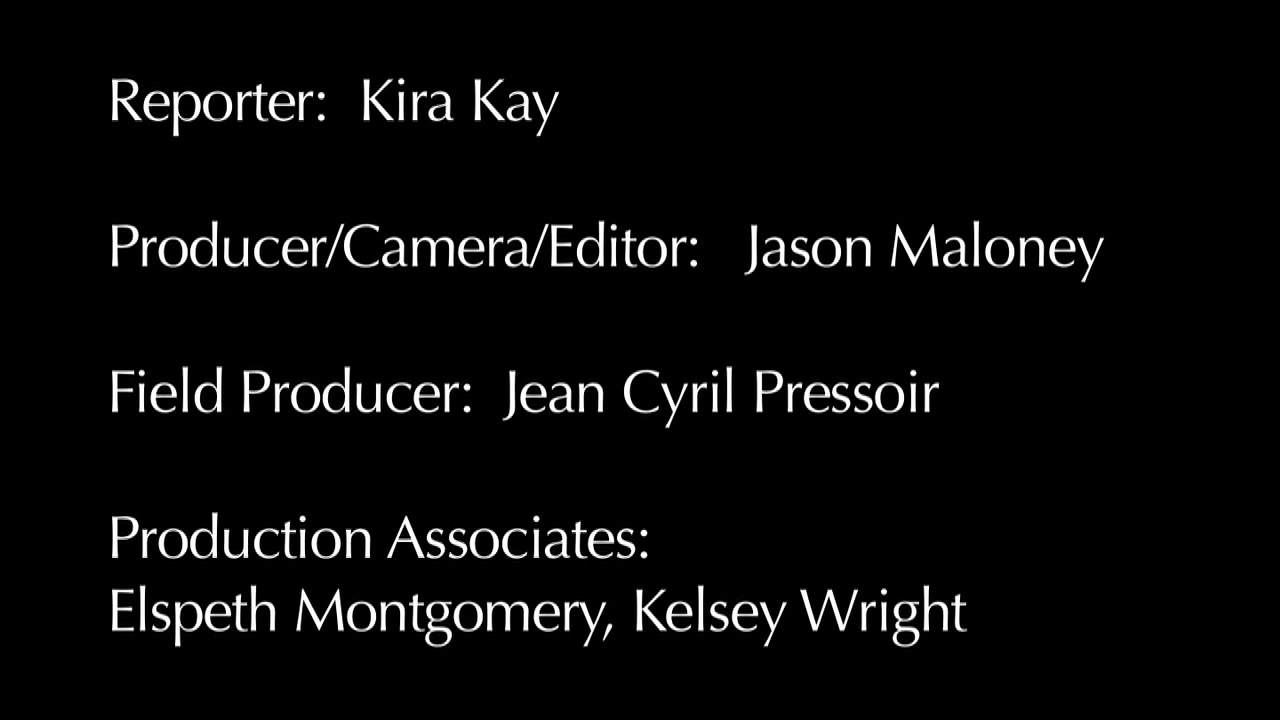 Reporter:  Kira Kay
Producer/Camera/Editor:   Jason Maloney
Field Producer:  Jean Cyril Pressoir
Production Associates:
Elspeth Montgomery, Kelsey Wright